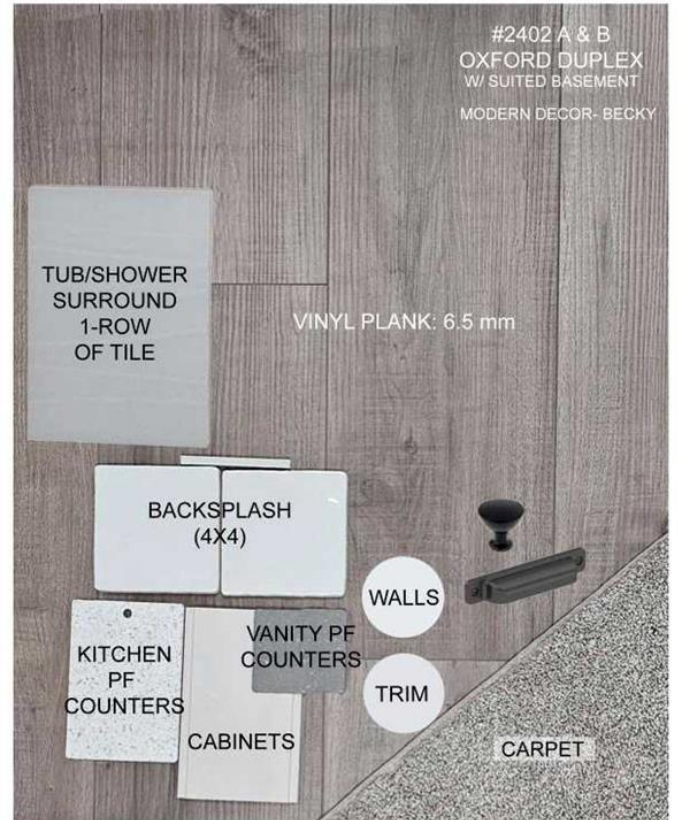 #2402 A & B
OXFORD DUPLEX
W/ SUITED BASEMENT
MODERN DECOR- BECKY
TUB/SHOWER
SURROUND
1-ROW
OF TILE
VINYL PLANK: 6.5 mm
BACKSPLASH
(4X4)
WALLS
KITCHEN
PF
COUNTERS
VANITY PF
COUNTERS
TRIM
CABINETS
CARPET